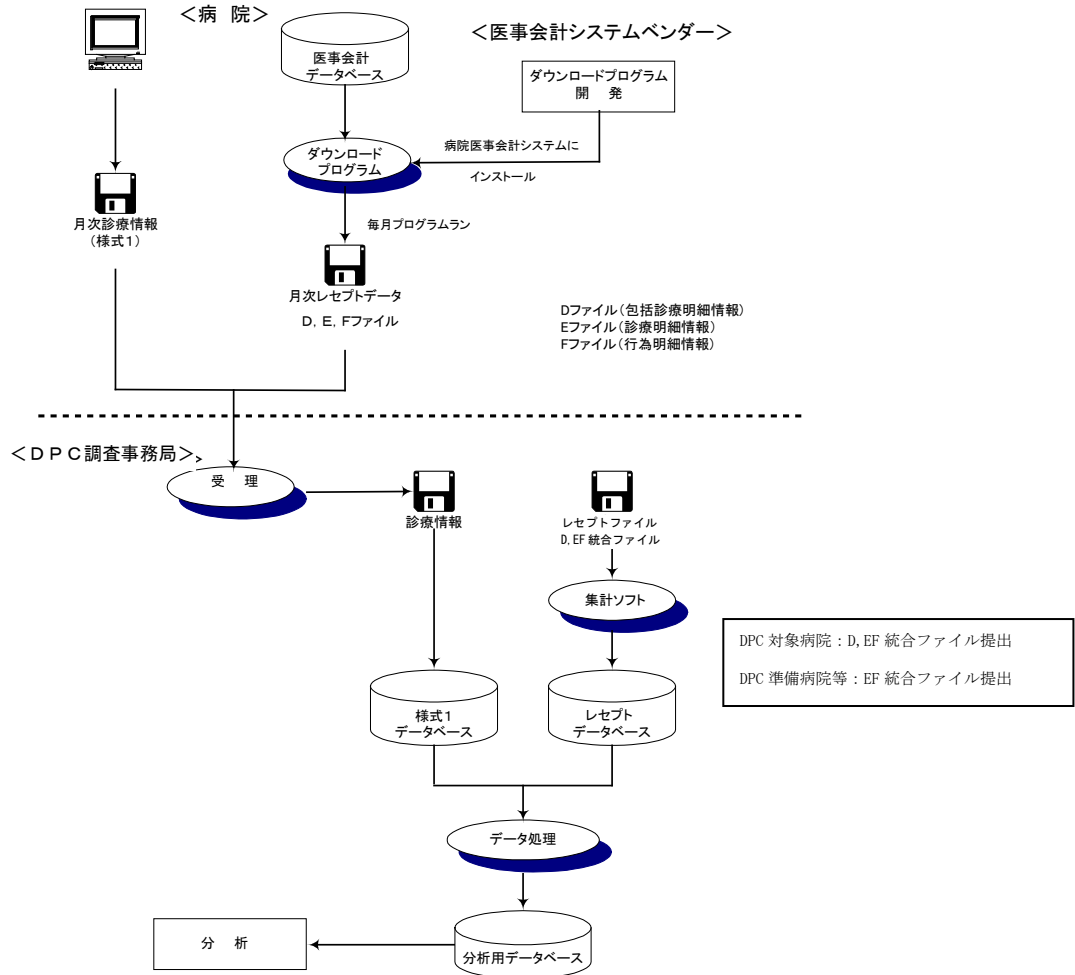 ＜病 院＞
＜医事会計システムベンダー＞
医事会計
データベース
ダウンロードプログラム
開 発
ダウンロード
プログラム
病院医事会計システムに
インストール
月次診療情報
（様式１）
毎月プログラムラン
月次レセプトデータ
Ｄ，Ｅ，Ｆファイル
Dファイル（包括診療明細情報）
Eファイル（診療明細情報）
Fファイル（行為明細情報）
＜ＤＰＣ調査事務局＞
受 理
診療情報
レセプトファイル
D,EF 統合ファイル
集計ソフト
DPC 対象病院：D,EF 統合ファイル提出
DPC 準備病院等：EF 統合ファイル提出
様式１
データベース
レセプト
データベース
データ処理
分 析
分析用データベース